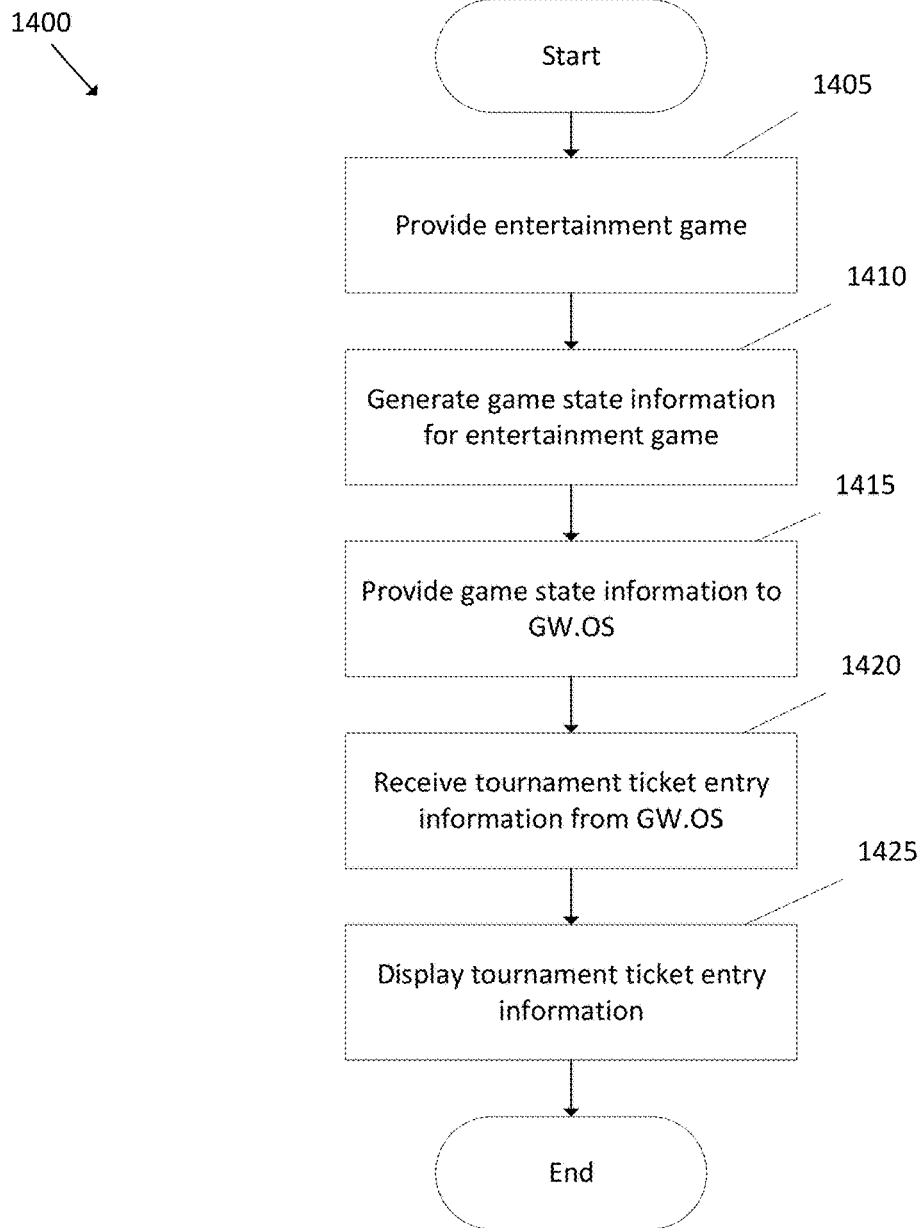 1400
Start
1405
Provide entertainment game
1410
Generate game state information
for entertainment game
1415
Provide game state information to
GW.OS
1420
Receive tournament ticket entry
information from GW.OS
1425
Display tournament ticket entry
information
End